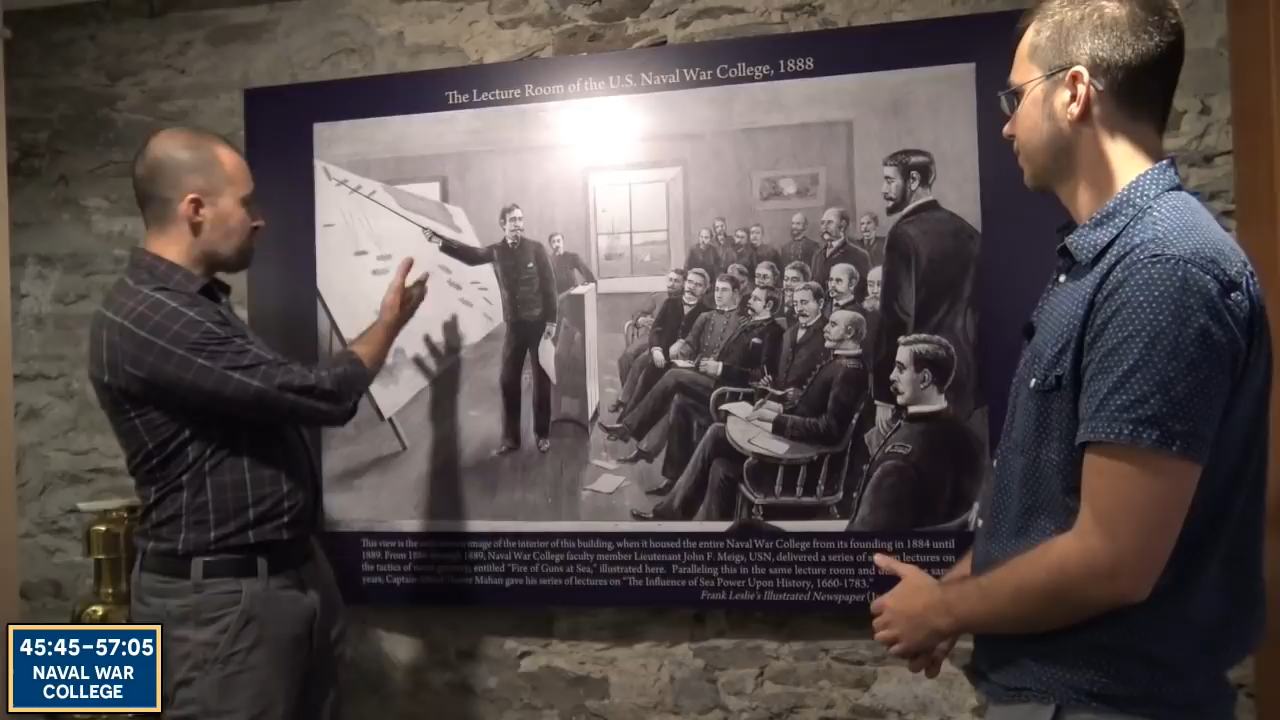 The Lecture Room of the U.S. Naval War College, 1888
This view is the image of the interior of this building, when it housed the entire Naval War College from its founding in 1884 until
1889. From 1889, Naval War College faculty member Lieutenant John F. Meigs, USN, delivered a series of lectures on
the tactics of entitled "Fire of Guns at Sea," illustrated here. Paralleling this in the same lecture room and
years, Captain Mahan gave his series of lectures on "The Influence of Sea Power Upon History, 1660-1783."
Frank Leslie's Illustrated Newspaper
45:45–57:05
NAVAL WAR
COLLEGE